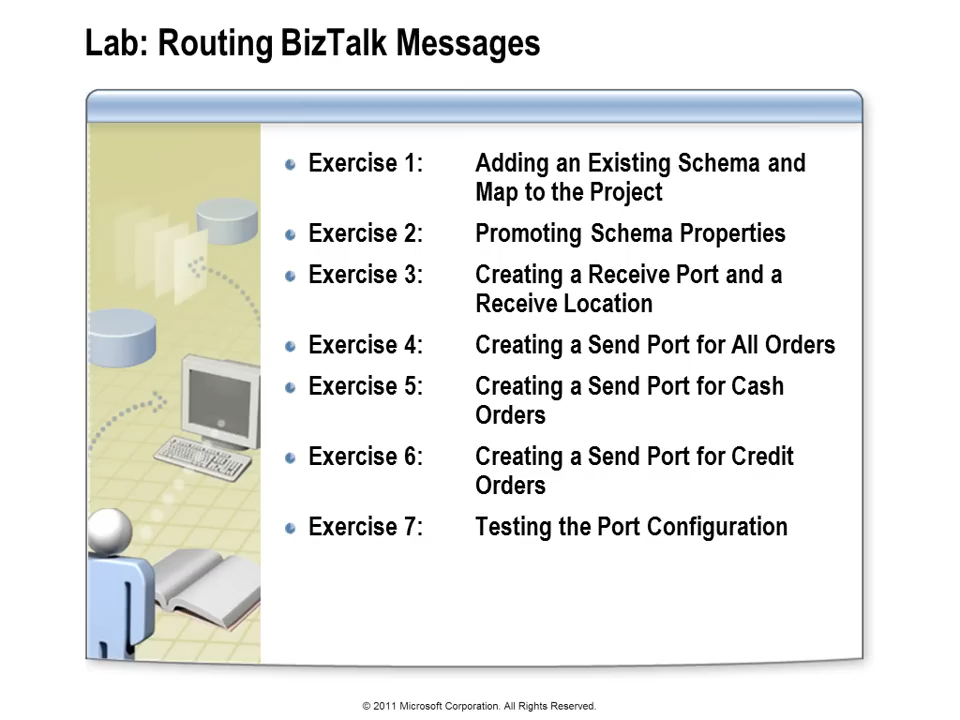 Lab: Routing BizTalk Messages
Exercise 1: Adding an Existing Schema and
Map to the Project
Exercise 2: Promoting Schema Properties
Exercise 3: Creating a Receive Port and a
Receive Location
Exercise 4: Creating a Send Port for All Orders
Exercise 5: Creating a Send Port for Cash
Orders
Exercise 6: Creating a Send Port for Credit
Orders
Exercise 7: Testing the Port Configuration
© 2011 Microsoft Corporation. All Rights Reserved.